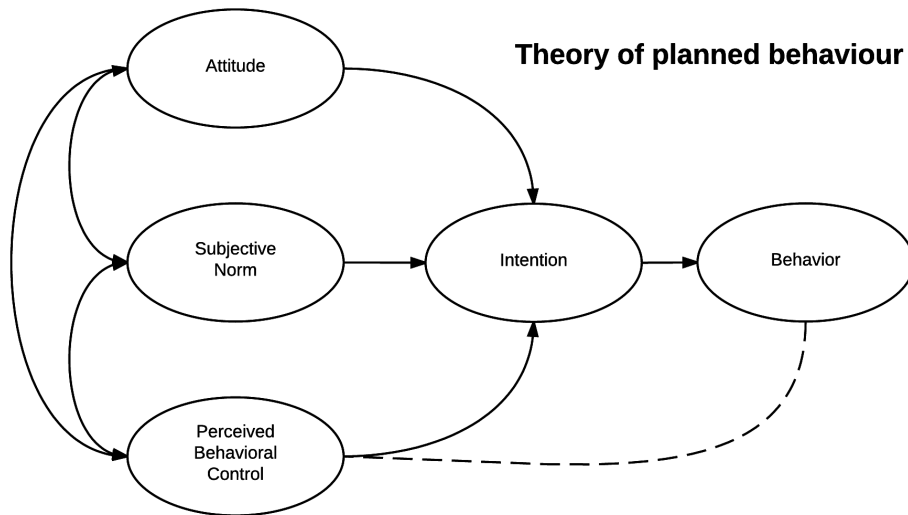 Theory of planned behaviour
Attitude
Subjective
Norm
Intention
Behavior
Perceived
Behavioral
Control